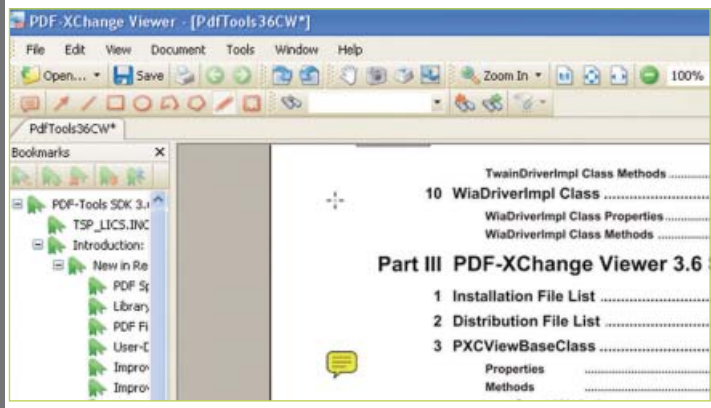 PDF-XChange Viewer - [PdfTools36CW*]
File Edit View Document Tools Window Help
Open... Save Zoom In 100%
PdfTools36CW*
Bookmarks
PDF-Tools SDK 3.
TSP_LICS.INC
Introduction:
New in Re
PDF Sp
Library
PDF Fi
User-D
Impro
Impro
TwainDriverImpl Class Methods
10 WiaDriverImpl Class
WiaDriverImpl Class Properties
WiaDriverImpl Class Methods
Part III PDF-XChange Viewer 3.6
1 Installation File List
2 Distribution File List
3 PXCViewBaseClass
Properties
Methods